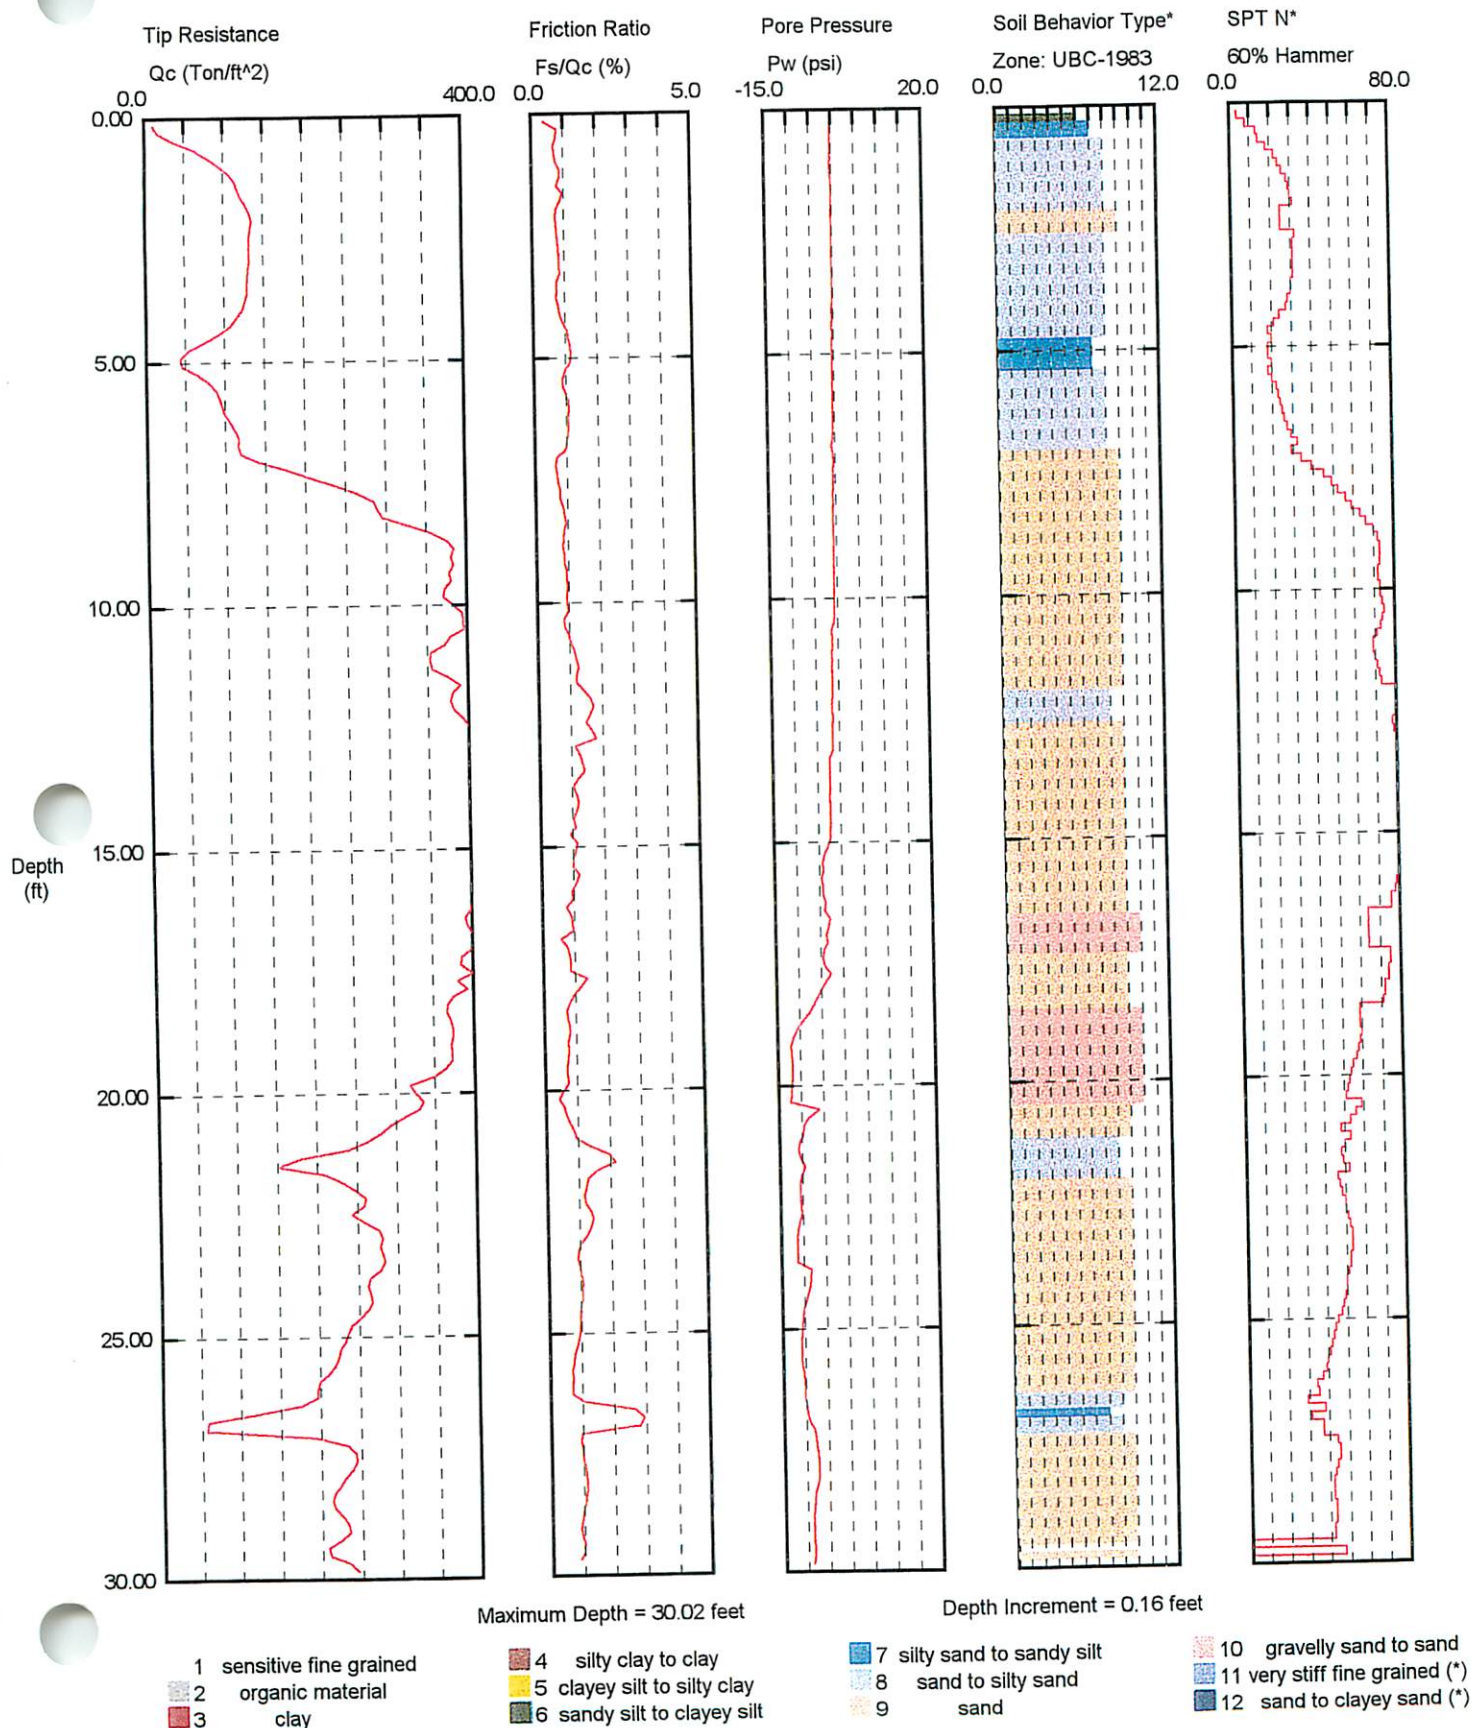 Tip Resistance
Qc (Ton/ft^2)
0.0 400.0
Friction Ratio
Fs/Qc (%)
0.0 5.0
Pore Pressure
Pw (psi)
-15.0 20.0
Soil Behavior Type*
Zone: UBC-1983
0.0 12.0
SPT N*
60% Hammer
0.0 80.0
0.00
5.00
10.00
15.00
Depth
(ft)
20.00
25.00
30.00
Maximum Depth = 30.02 feet
Depth Increment = 0.16 feet
1 sensitive fine grained
2 organic material
3 clay
4 silty clay to clay
5 clayey silt to silty clay
6 sandy silt to clayey silt
7 silty sand to sandy silt
8 sand to silty sand
9 sand
10 gravelly sand to sand
11 very stiff fine grained (*)
12 sand to clayey sand (*)